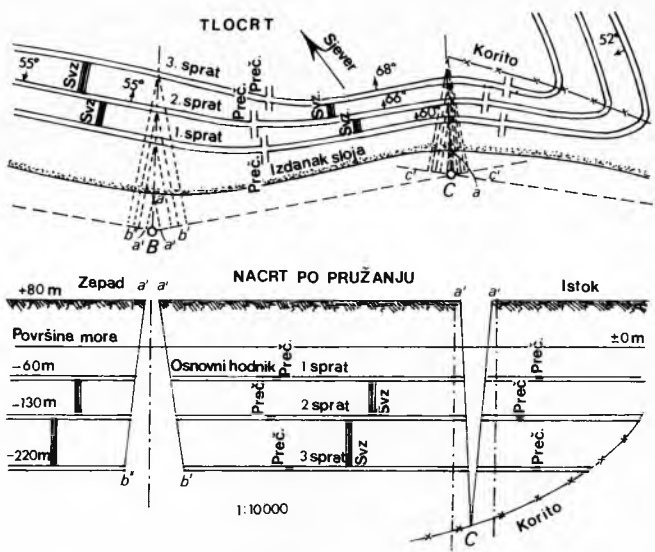 TLOCRT
Sjever
Korito
52°
68°
55°
55°
66°
60°
Svz
Svz
Svz
Svz
3. sprat
2. sprat
1. sprat
Preč.
Preč.
Preč.
Izdanak sloja
a
b' a' a' b'
B
c' C c'
a
NACRT PO PRUŽANJU
Zapad
Istok
+80 m
a' a' a' a'
Površina mora
±0 m
-60m
Osnovni hodnik
Preč.
1 sprat
Preč.
-130m
Preč.
2 sprat
Svz
Preč.
-220m
Preč.
3 sprat
Svz
Preč.
b"
b'
1:10000
C
Korito